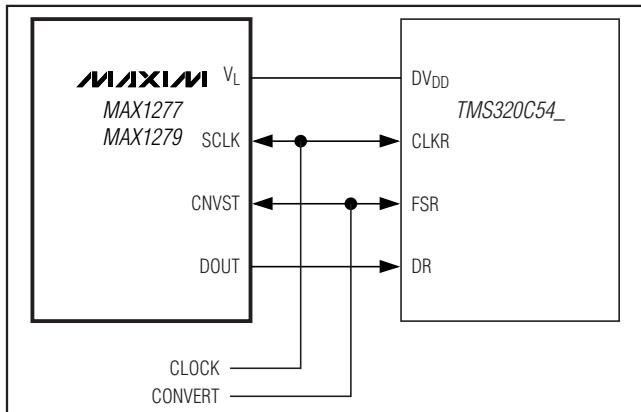 MAXIM
MAX1277
MAX1279
VL
SCLK
CNVST
DOUT
DVDD
TMS320C54_
CLKR
FSR
DR
CLOCK
CONVERT